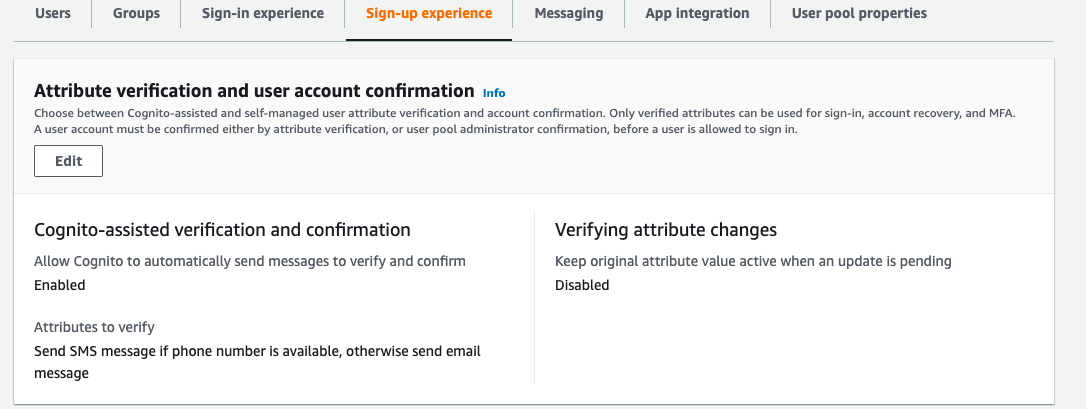 Users
Groups
Sign-in experience
Sign-up experience
Messaging
App integration
User pool properties
Attribute verification and user account confirmation Info
Choose between Cognito-assisted and self-managed user attribute verification and account confirmation. Only verified attributes can be used for sign-in, account recovery, and MFA.
A user account must be confirmed either by attribute verification, or user pool administrator confirmation, before a user is allowed to sign in.
Edit
Cognito-assisted verification and confirmation
Allow Cognito to automatically send messages to verify and confirm
Enabled
Attributes to verify
Send SMS message if phone number is available, otherwise send email
message
Verifying attribute changes
Keep original attribute value active when an update is pending
Disabled